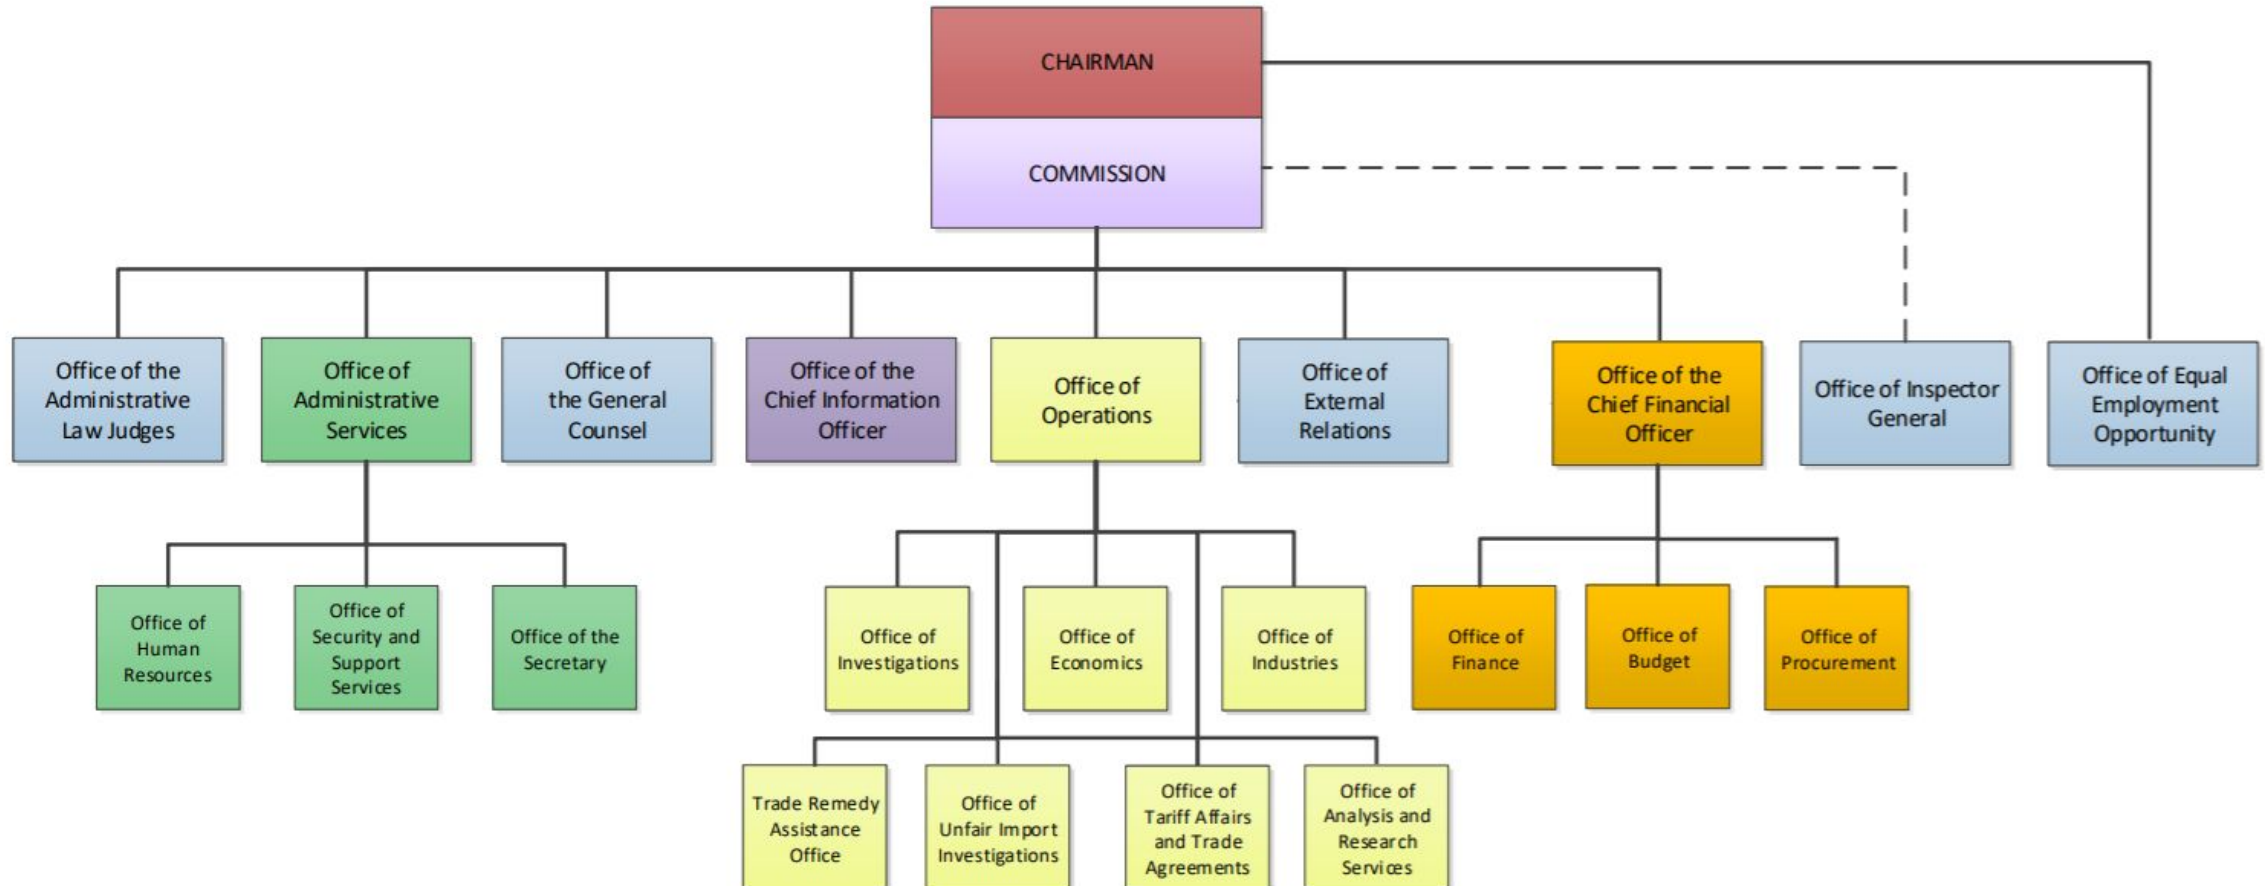 CHAIRMAN
COMMISSION
Office of the
Administrative
Law Judges
Office of
Administrative
Services
Office of
the General
Counsel
Office of the
Chief Information
Officer
Office of
Operations
Office of
External
Relations
Office of the
Chief Financial
Officer
Office of Inspector
General
Office of Equal
Employment
Opportunity
Office of
Human
Resources
Office of
Security and
Support
Services
Office of the
Secretary
Office of
Investigations
Office of
Economics
Office of
Industries
Office of
Finance
Office of
Budget
Office of
Procurement
Trade Remedy
Assistance
Office
Office of
Unfair Import
Investigations
Office of
Tariff Affairs
and Trade
Agreements
Office of
Analysis and
Research
Services